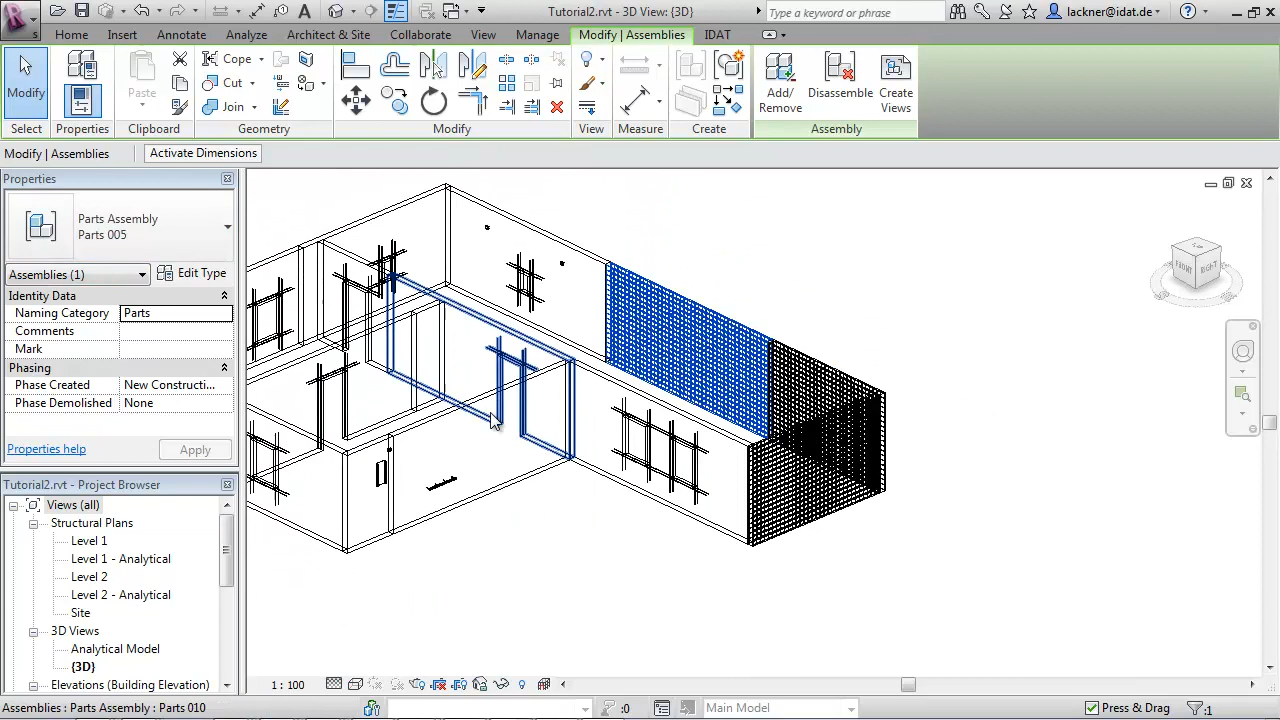 Tutorial2.rvt - 3D View: {3D}
Type a keyword or phrase
lackner@idat.de
Home Insert Annotate Analyze Architect & Site Collaborate View Manage Modify | Assemblies IDAT
Modify Paste Cope Cut Join Add/Remove Disassemble Create Views
Select Properties Clipboard Geometry Modify View Measure Create Assembly
Modify | Assemblies Activate Dimensions
Properties
Parts Assembly
Parts 005
Assemblies (1) Edit Type
Identity Data
Naming Category Parts
Comments
Mark
Phasing
Phase Created New Constructi...
Phase Demolished None
Properties help Apply
Tutorial2.rvt - Project Browser
Views (all)
Structural Plans
Level 1
Level 1 - Analytical
Level 2
Level 2 - Analytical
Site
3D Views
Analytical Model
{3D}
Elevations (Building Elevation)
FRONT RIGHT
1 : 100
Assemblies : Parts Assembly : Parts 010 :0 Main Model Press & Drag :1